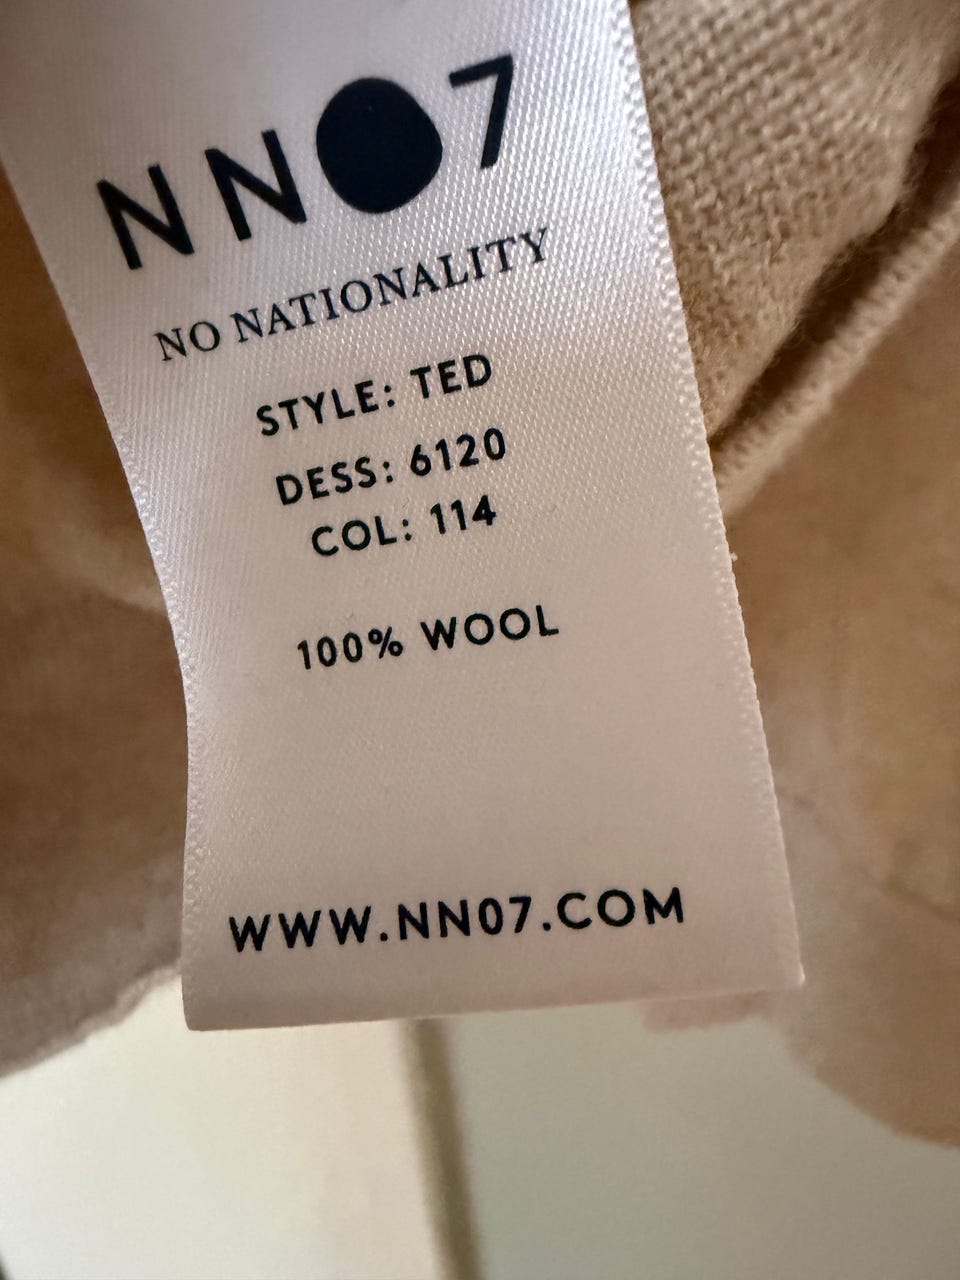 NN07
NO NATIONALITY
STYLE: TED
DESS: 6120
COL: 114
100% WOOL
WWW.NN07.COM